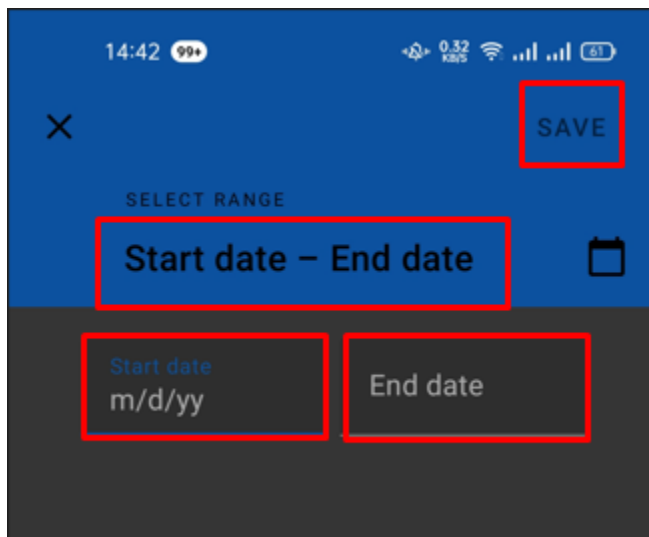 14:42 99+ 0.32 KB/S 61
SAVE
SELECT RANGE
Start date – End date
Start date
m/d/yy
End date